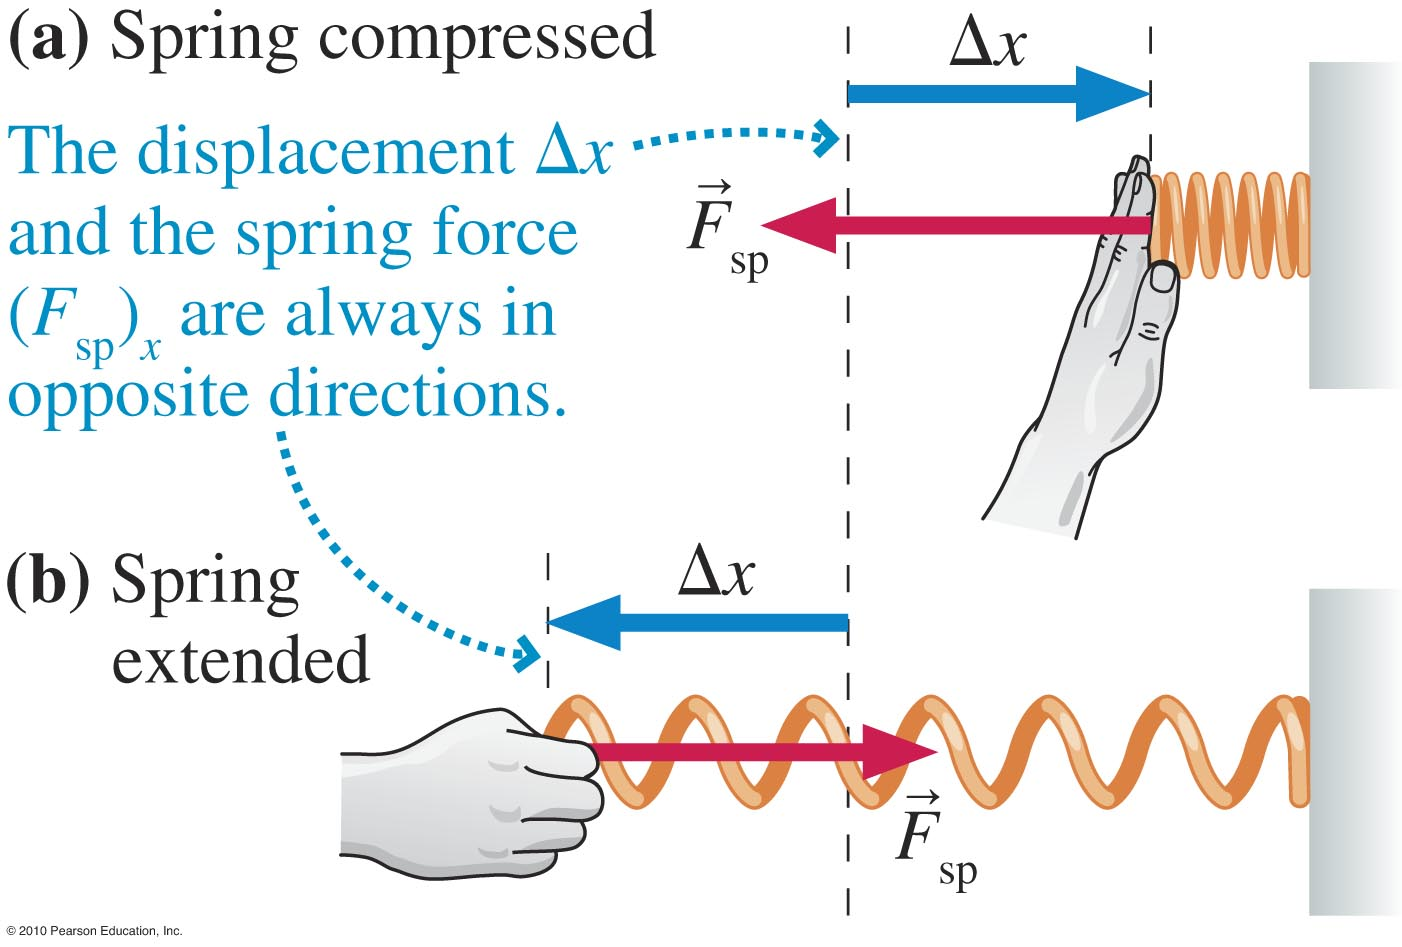 (a) Spring compressed
Δx
The displacement Δx
and the spring force
(Fsp)x are always in
opposite directions.
F⃗sp
(b) Spring
extended
Δx
F⃗sp
© 2010 Pearson Education, Inc.